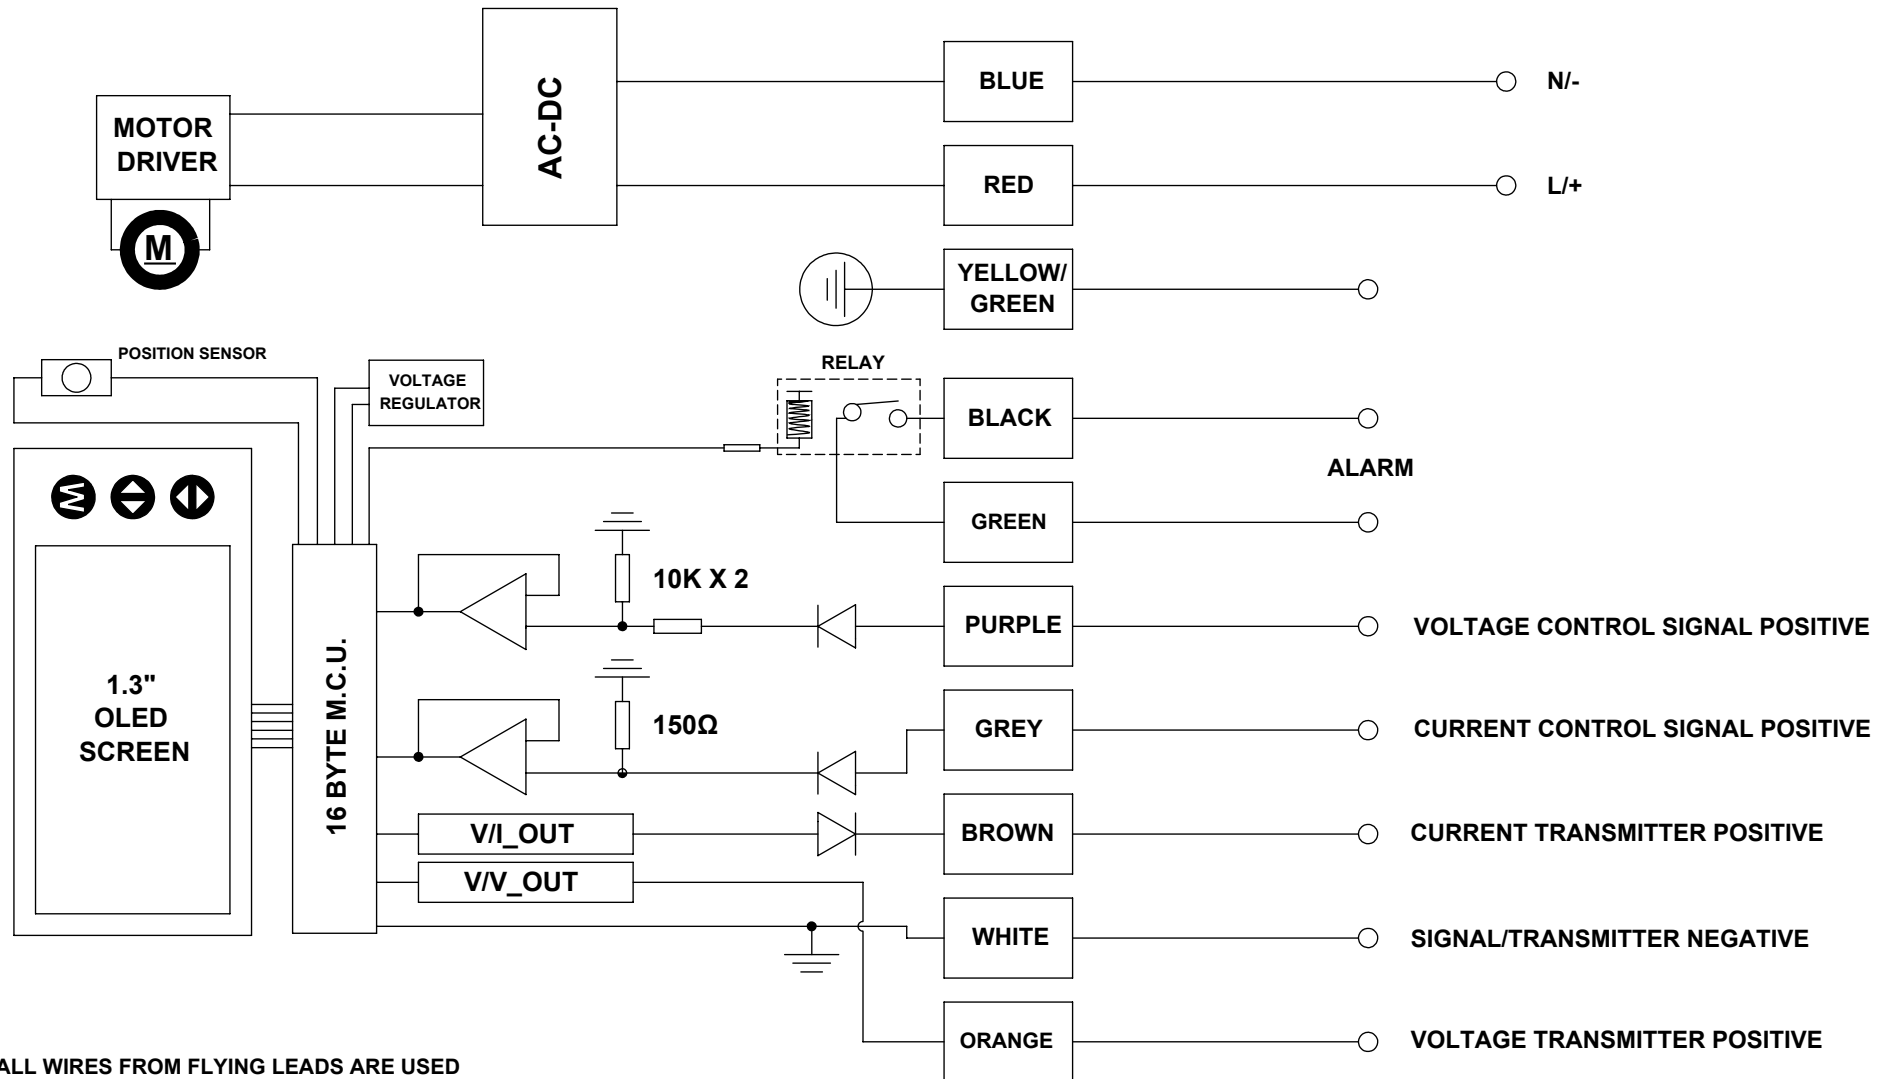 BLUE
N/-
AC-DC
MOTOR
DRIVER
RED
L/+
M
YELLOW/
GREEN
POSITION SENSOR
RELAY
VOLTAGE
REGULATOR
BLACK
ALARM
GREEN
10K X 2
PURPLE
VOLTAGE CONTROL SIGNAL POSITIVE
1.3"
OLED
SCREEN
16 BYTE M.C.U.
150Ω
GREY
CURRENT CONTROL SIGNAL POSITIVE
V/I_OUT
BROWN
CURRENT TRANSMITTER POSITIVE
V/V_OUT
WHITE
SIGNAL/TRANSMITTER NEGATIVE
ORANGE
VOLTAGE TRANSMITTER POSITIVE
ALL WIRES FROM FLYING LEADS ARE USED